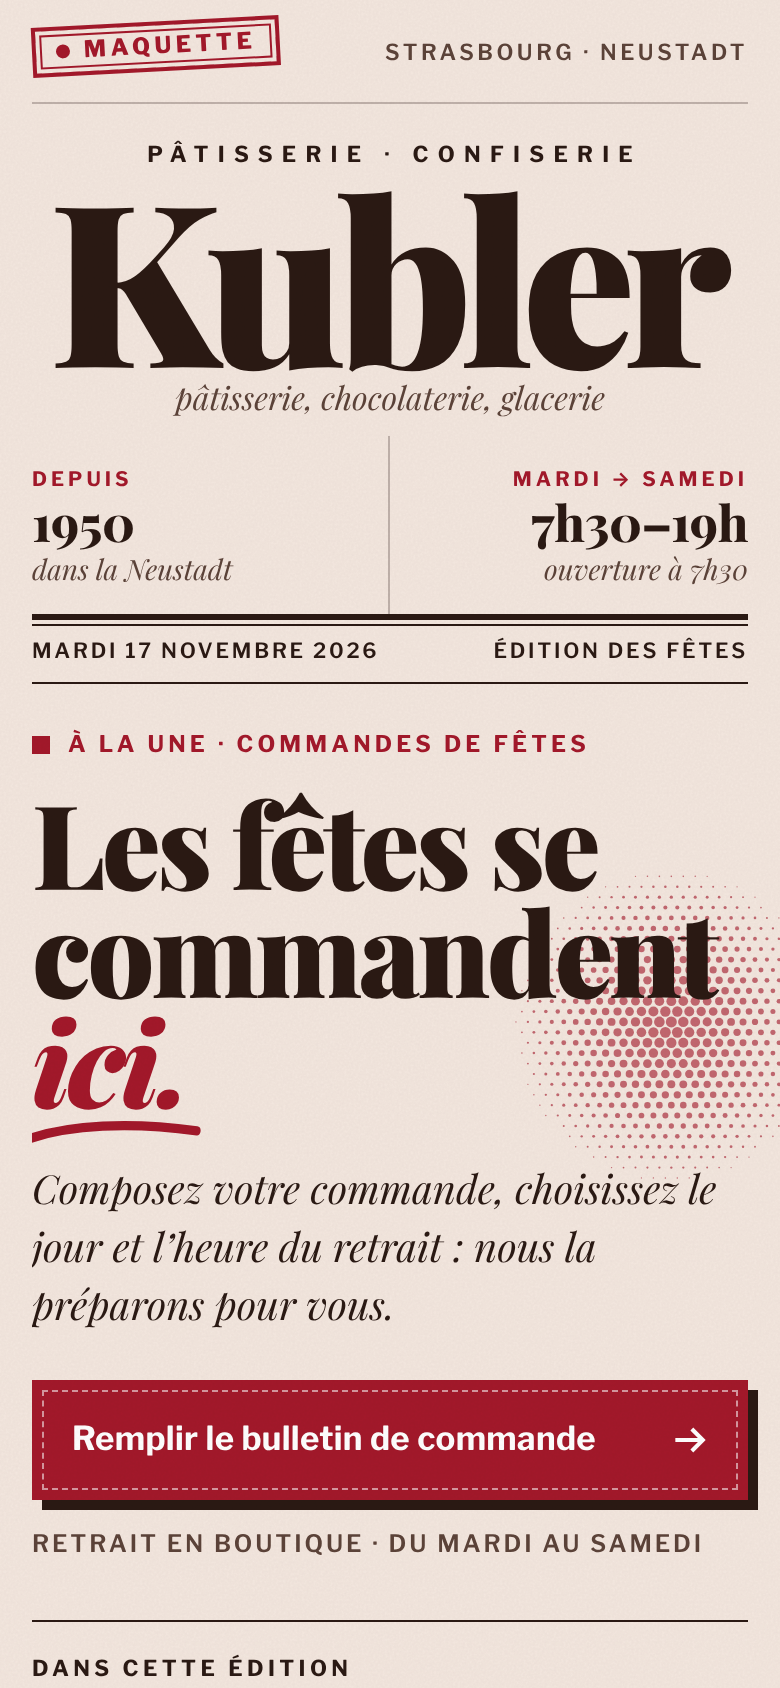 MAQUETTE
STRASBOURG · NEUSTADT
PÂTISSERIE · CONFISERIE
Kubler
pâtisserie, chocolaterie, glacerie
DEPUIS
1950
dans la Neustadt
MARDI → SAMEDI
7h30–19h
ouverture à 7h30
MARDI 17 NOVEMBRE 2026
ÉDITION DES FÊTES
À LA UNE · COMMANDES DE FÊTES
Les fêtes se
commandent
ici.
Composez votre commande, choisissez le
jour et l’heure du retrait : nous la
préparons pour vous.
Remplir le bulletin de commande →
RETRAIT EN BOUTIQUE · DU MARDI AU SAMEDI
DANS CETTE ÉDITION